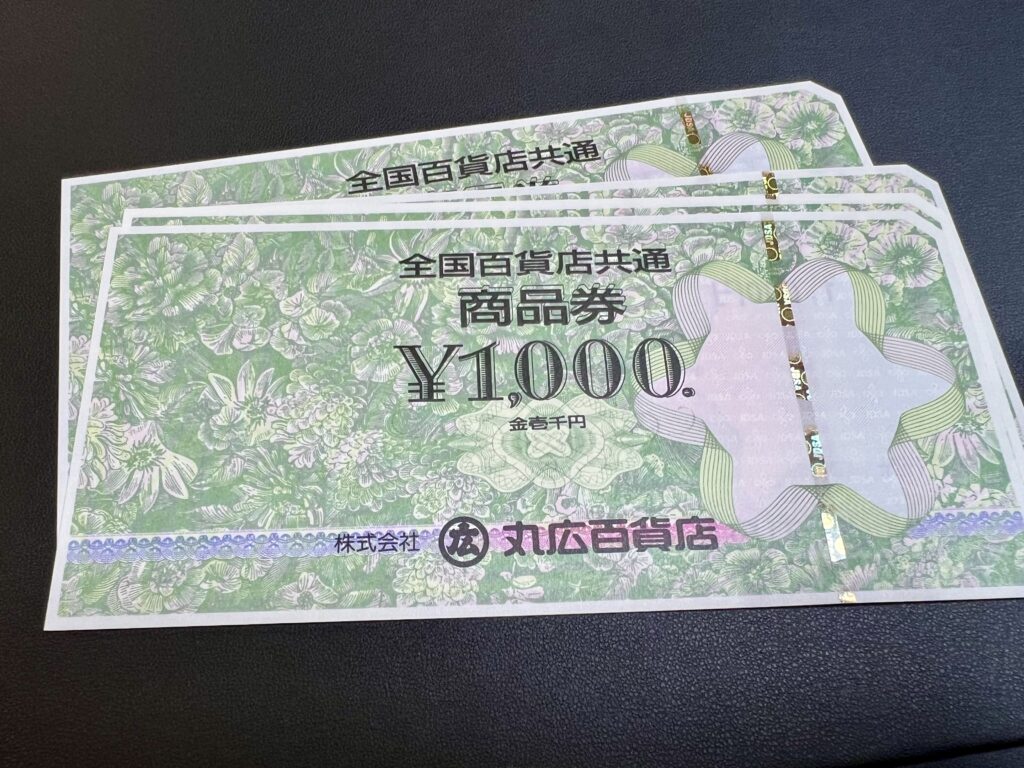 全国百貨店共通
全国百貨店共通
商品券
¥1,000.
金壱千円
株式会社 広 丸広百貨店